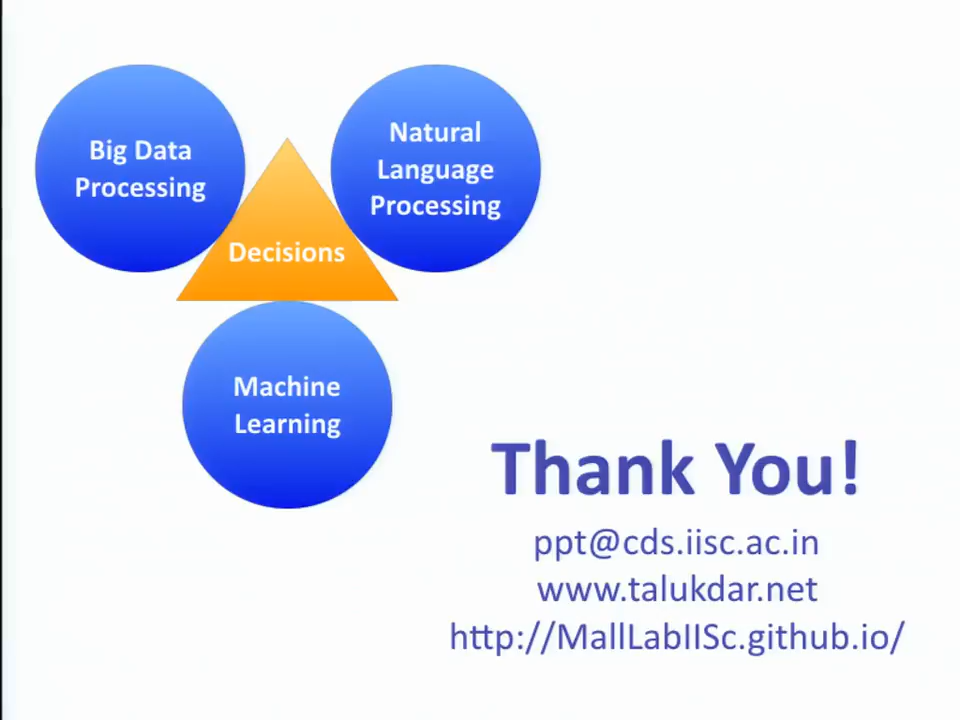 Big Data
Processing
Natural
Language
Processing
Decisions
Machine
Learning
Thank You!
ppt@cds.iisc.ac.in
www.talukdar.net
http://MallLabIISc.github.io/